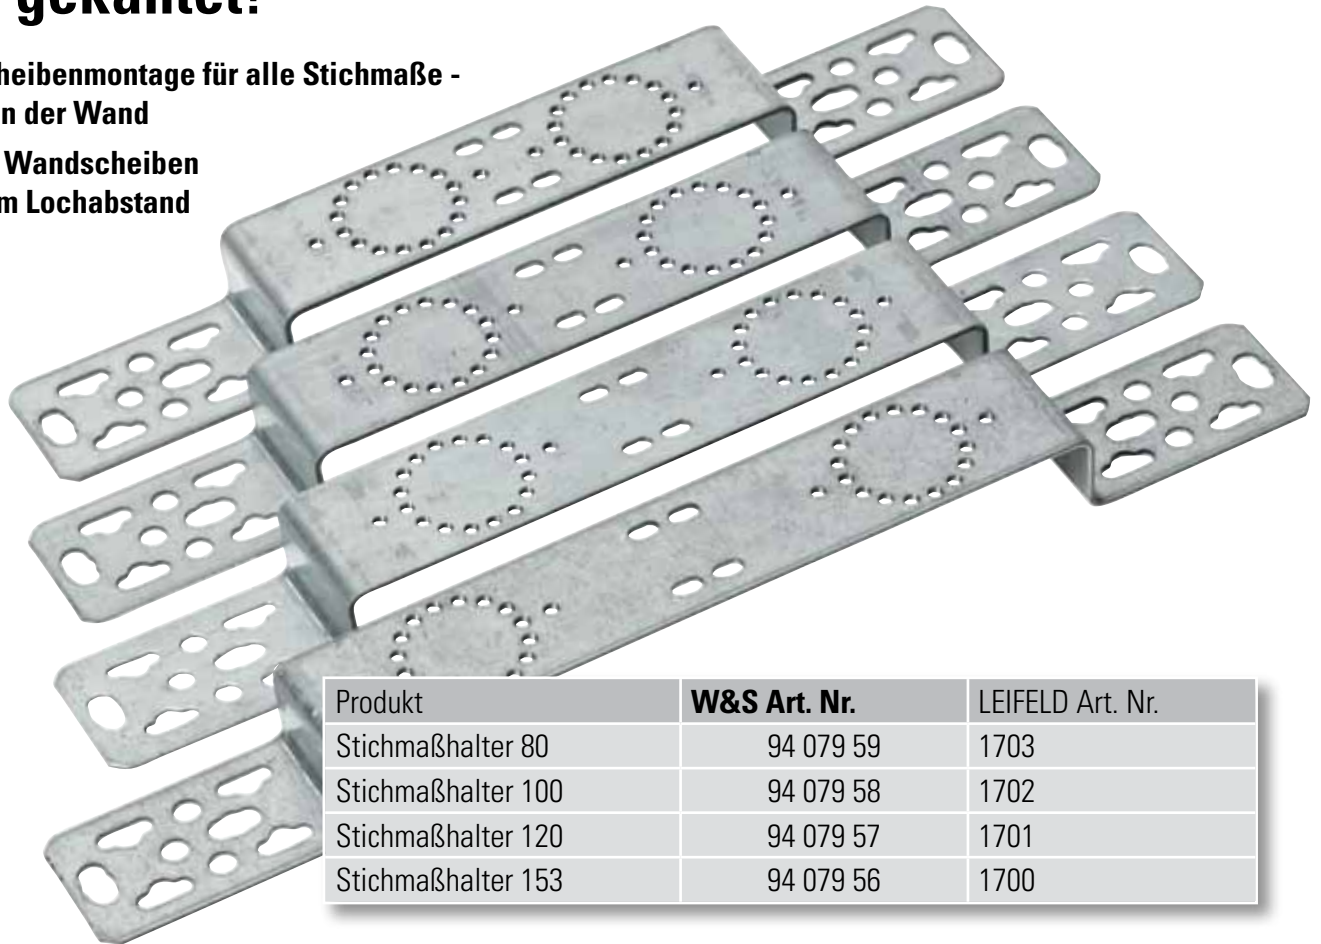 gekantet!
heibenmontage für alle Stichmaße -
n der Wand
Wandscheiben
m Lochabstand
Produkt W&S Art. Nr. LEIFELD Art. Nr.
Stichmaßhalter 80 94 079 59 1703
Stichmaßhalter 100 94 079 58 1702
Stichmaßhalter 120 94 079 57 1701
Stichmaßhalter 153 94 079 56 1700